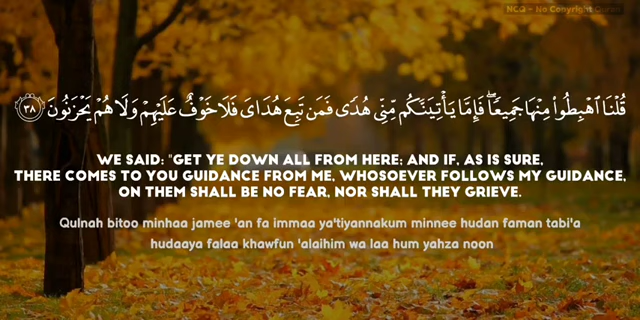 NCQ - No Copyright Quran
قُلْنَا ٱهْبِطُوا۟ مِنْهَا جَمِيعًۭا ۖ فَإِمَّا يَأْتِيَنَّكُم مِّنِّى هُدًۭى فَمَن تَبِعَ هُدَاىَ فَلَا خَوْفٌ عَلَيْهِمْ وَلَا هُمْ يَحْزَنُونَ ٣٨
WE SAID: "GET YE DOWN ALL FROM HERE; AND IF, AS IS SURE,
THERE COMES TO YOU GUIDANCE FROM ME, WHOSOEVER FOLLOWS MY GUIDANCE,
ON THEM SHALL BE NO FEAR, NOR SHALL THEY GRIEVE.
Qulnah bitoo minhaa jamee 'an fa immaa ya'tiyannakum minnee hudan faman tabi'a
hudaaya falaa khawfun 'alaihim wa laa hum yahza noon